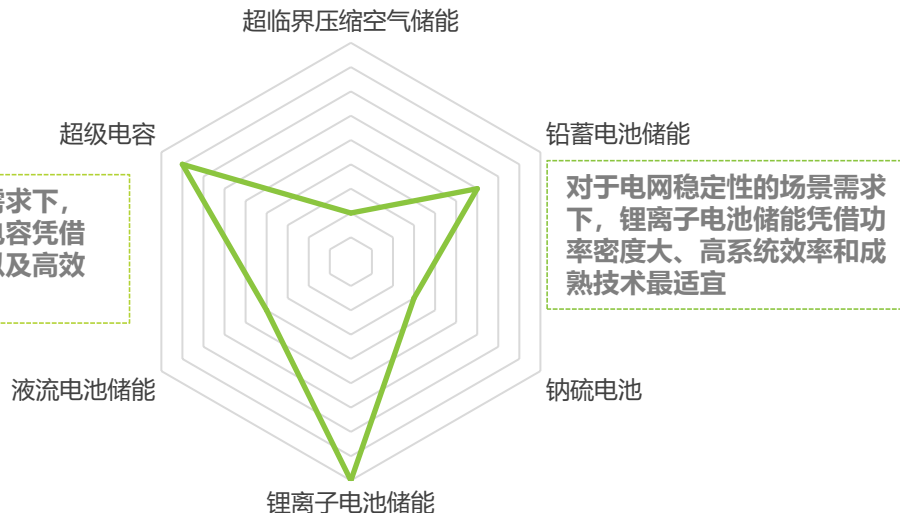 超临界压缩空气储能
超级电容
铅蓄电池储能
需求下，
电容凭借
以及高效
对于电网稳定性的场景需求
下，锂离子电池储能凭借功
率密度大、高系统效率和成
熟技术最适宜
液流电池储能
钠硫电池
锂离子电池储能